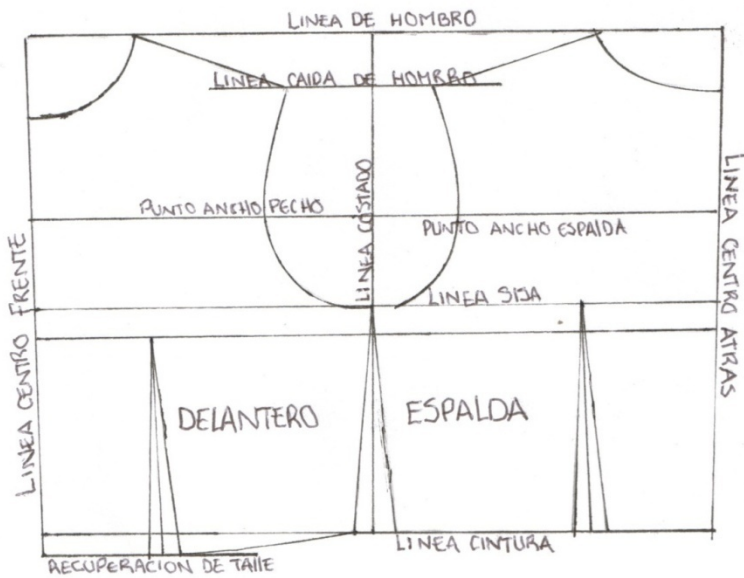 LINEA DE HOMBRO
LINEA CAIDA DE HOMBRO
LINEA COSTADO
PUNTO ANCHO PECHO
PUNTO ANCHO ESPALDA
LINEA SISA
LINEA CENTRO FRENTE
LINEA CENTRO ATRAS
DELANTERO
ESPALDA
LINEA CINTURA
RECUPERACION DE TALLE